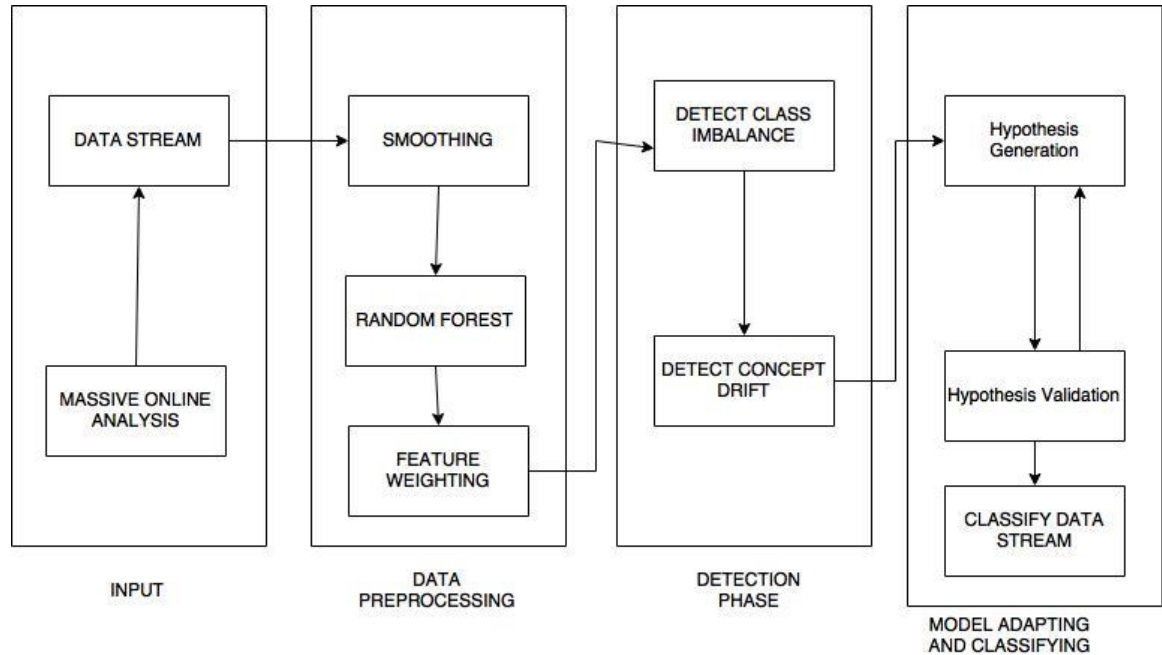 DATA STREAM
MASSIVE ONLINE
ANALYSIS
INPUT
SMOOTHING
RANDOM FOREST
FEATURE
WEIGHTING
DATA
PREPROCESSING
DETECT CLASS
IMBALANCE
DETECT CONCEPT
DRIFT
DETECTION
PHASE
Hypothesis
Generation
Hypothesis Validation
CLASSIFY DATA
STREAM
MODEL ADAPTING
AND CLASSIFYING